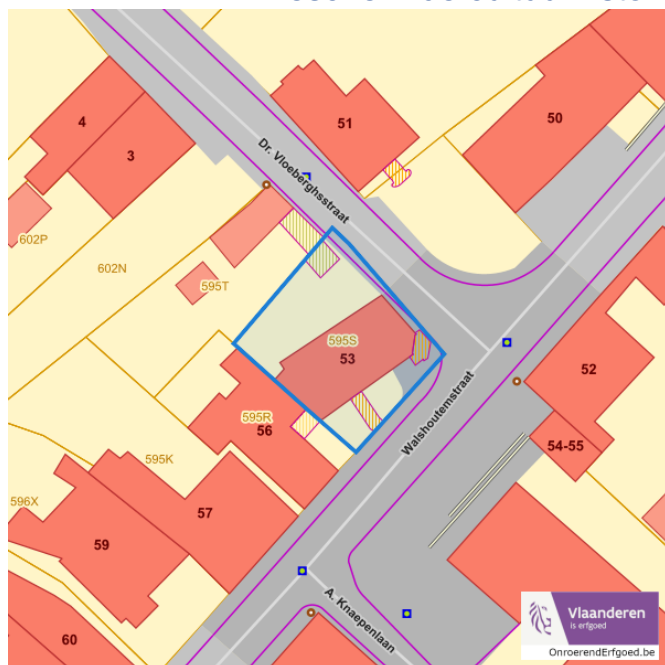 4
3
51
50
Dr. Vloeberghsstraat
602P
602N
595T
595S
53
52
Walshoutemstraat
595R
56
54-55
595K
57
596X
59
60
A. Knaepenlaan
Vlaanderen
is erfgoed
OnroerendErfgoed.be